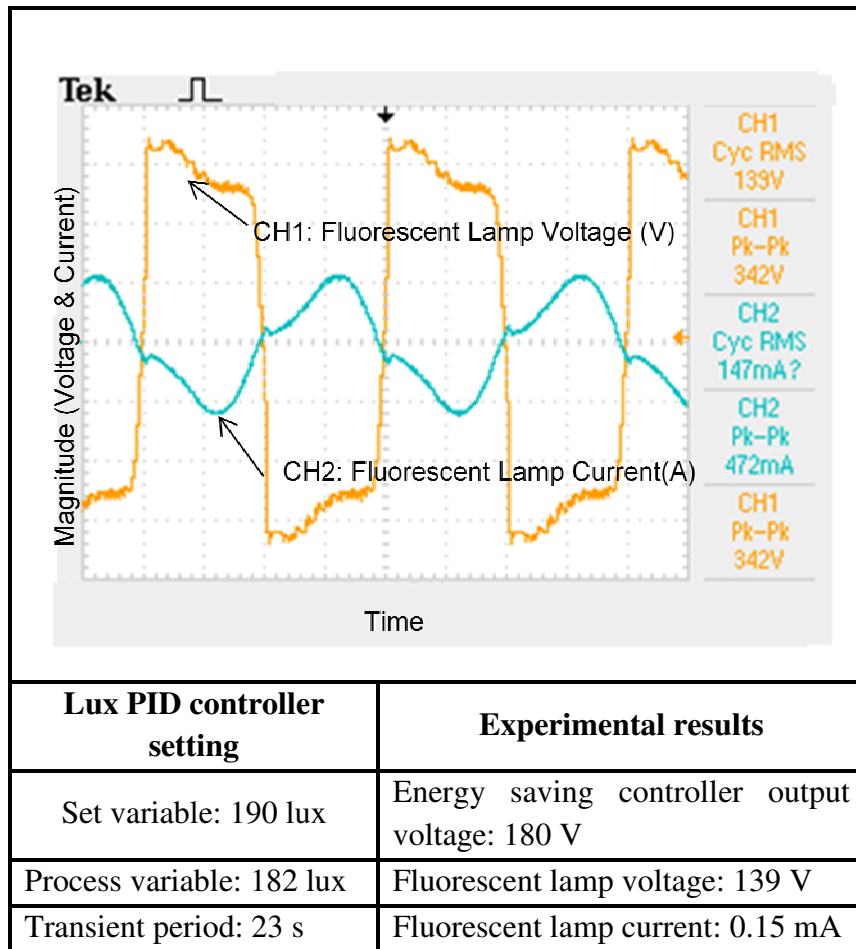 Tek
CH1
Cyc RMS
139V
CH1
Pk-Pk
342V
CH2
Cyc RMS
147mA?
CH2
Pk-Pk
472mA
CH1
Pk-Pk
342V
CH1: Fluorescent Lamp Voltage (V)
CH2: Fluorescent Lamp Current(A)
Magnitude (Voltage & Current)
Time
Lux PID controller
setting
Experimental results
Set variable: 190 lux
Energy saving controller output
voltage: 180 V
Process variable: 182 lux
Fluorescent lamp voltage: 139 V
Transient period: 23 s
Fluorescent lamp current: 0.15 mA